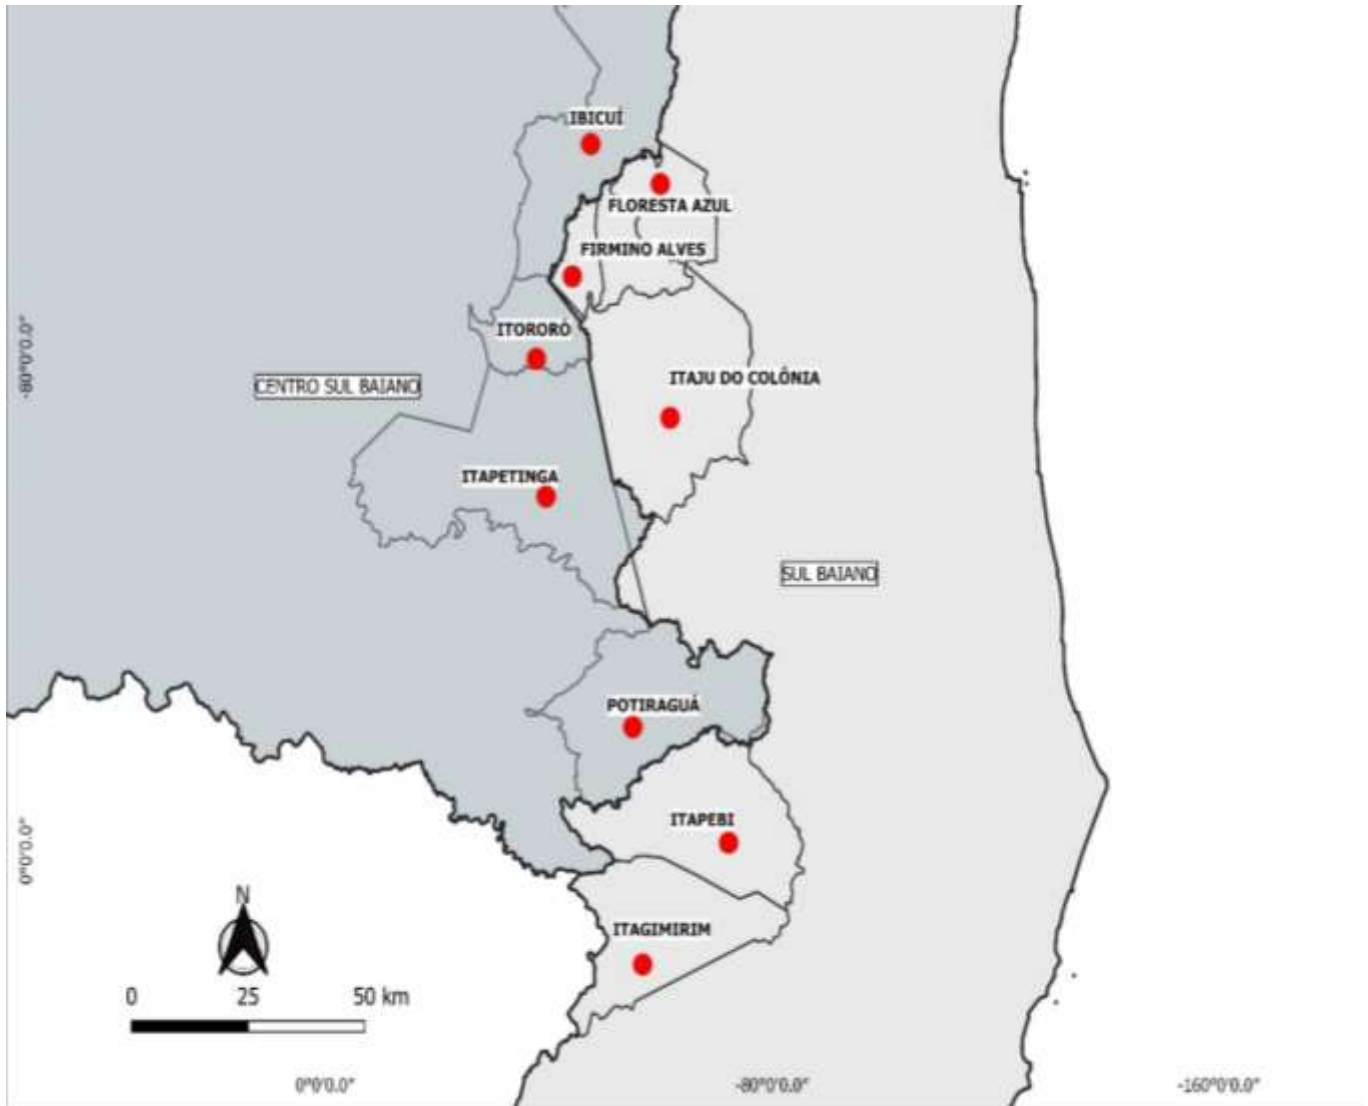 IBICUÍ
FLORESTA AZUL
FIRMINO ALVES
ITORORÓ
-80°0'0.0"
CENTRO SUL BAIANO
ITAJU DO COLÔNIA
ITAPETINGA
SUL BAIANO
POTIRAGUÁ
ITAPEBI
0°0'0.0"
N
ITAGIMIRIM
0 25 50 km
0°0'0.0" -80°0'0.0" -160°0'0.0"